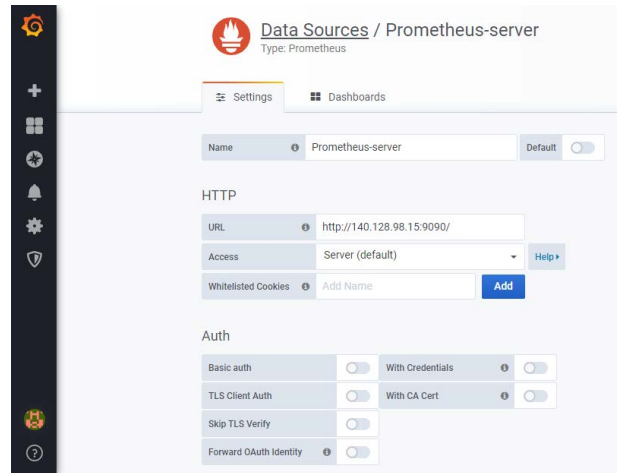 Data Sources / Prometheus-server
Type: Prometheus
Settings Dashboards
Name Prometheus-server Default
HTTP
URL http://140.128.98.15:9090/
Access Server (default) Help
Whitelisted Cookies Add Name Add
Auth
Basic auth With Credentials
TLS Client Auth With CA Cert
Skip TLS Verify
Forward OAuth Identity